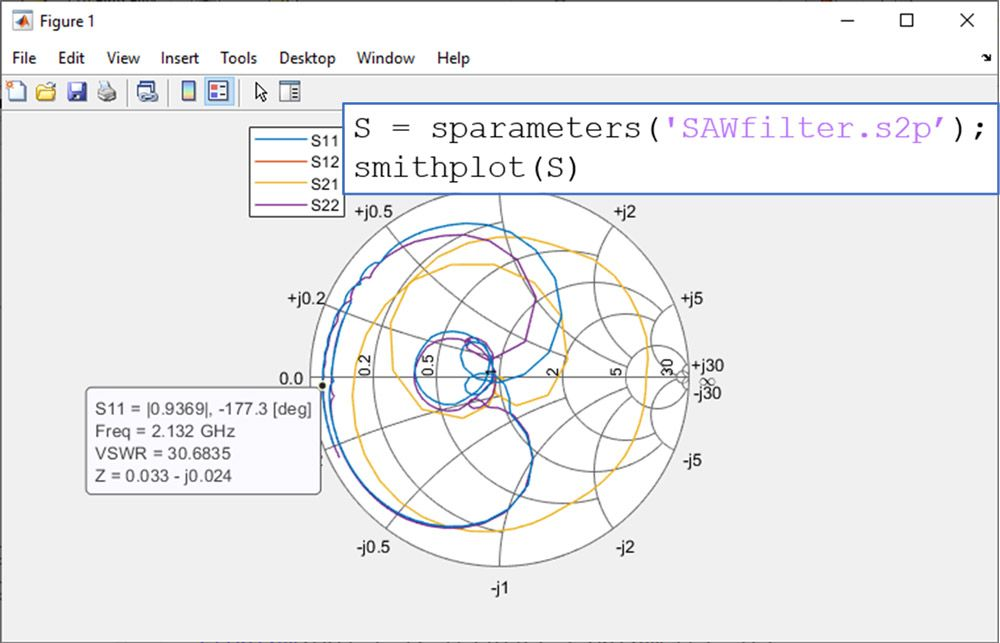 Figure 1
File Edit View Insert Tools Desktop Window Help
S = sparameters('SAWfilter.s2p’);
smithplot(S)
S11
S12
S21
S22
+j0.5
+j2
+j0.2
+j5
0.0
0.2
0.5
1
2
5
30
+j30
∞
-j30
S11 = |0.9369|, -177.3 [deg]
Freq = 2.132 GHz
VSWR = 30.6835
Z = 0.033 - j0.024
-j5
-j0.5
-j2
-j1